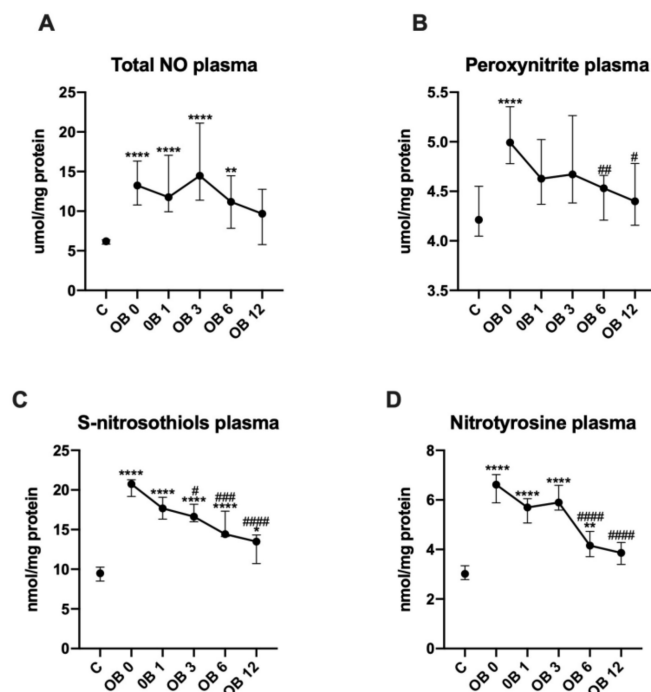 A
Total NO plasma
umol/mg protein
25
20
15
10
5
0
****
****
****
**
C
OB 0
0B 1
OB 3
OB 6
OB 12
B
Peroxynitrite plasma
umol/mg protein
5.5
5.0
4.5
4.0
3.5
****
##
#
C
OB 0
0B 1
OB 3
OB 6
OB 12
C
S-nitrosothiols plasma
nmol/mg protein
25
20
15
10
5
0
****
****
#
****
###
****
####
*
C
OB 0
0B 1
OB 3
OB 6
OB 12
D
Nitrotyrosine plasma
nmol/mg protein
8
6
4
2
0
****
****
****
####
**
####
C
OB 0
0B 1
OB 3
OB 6
OB 12